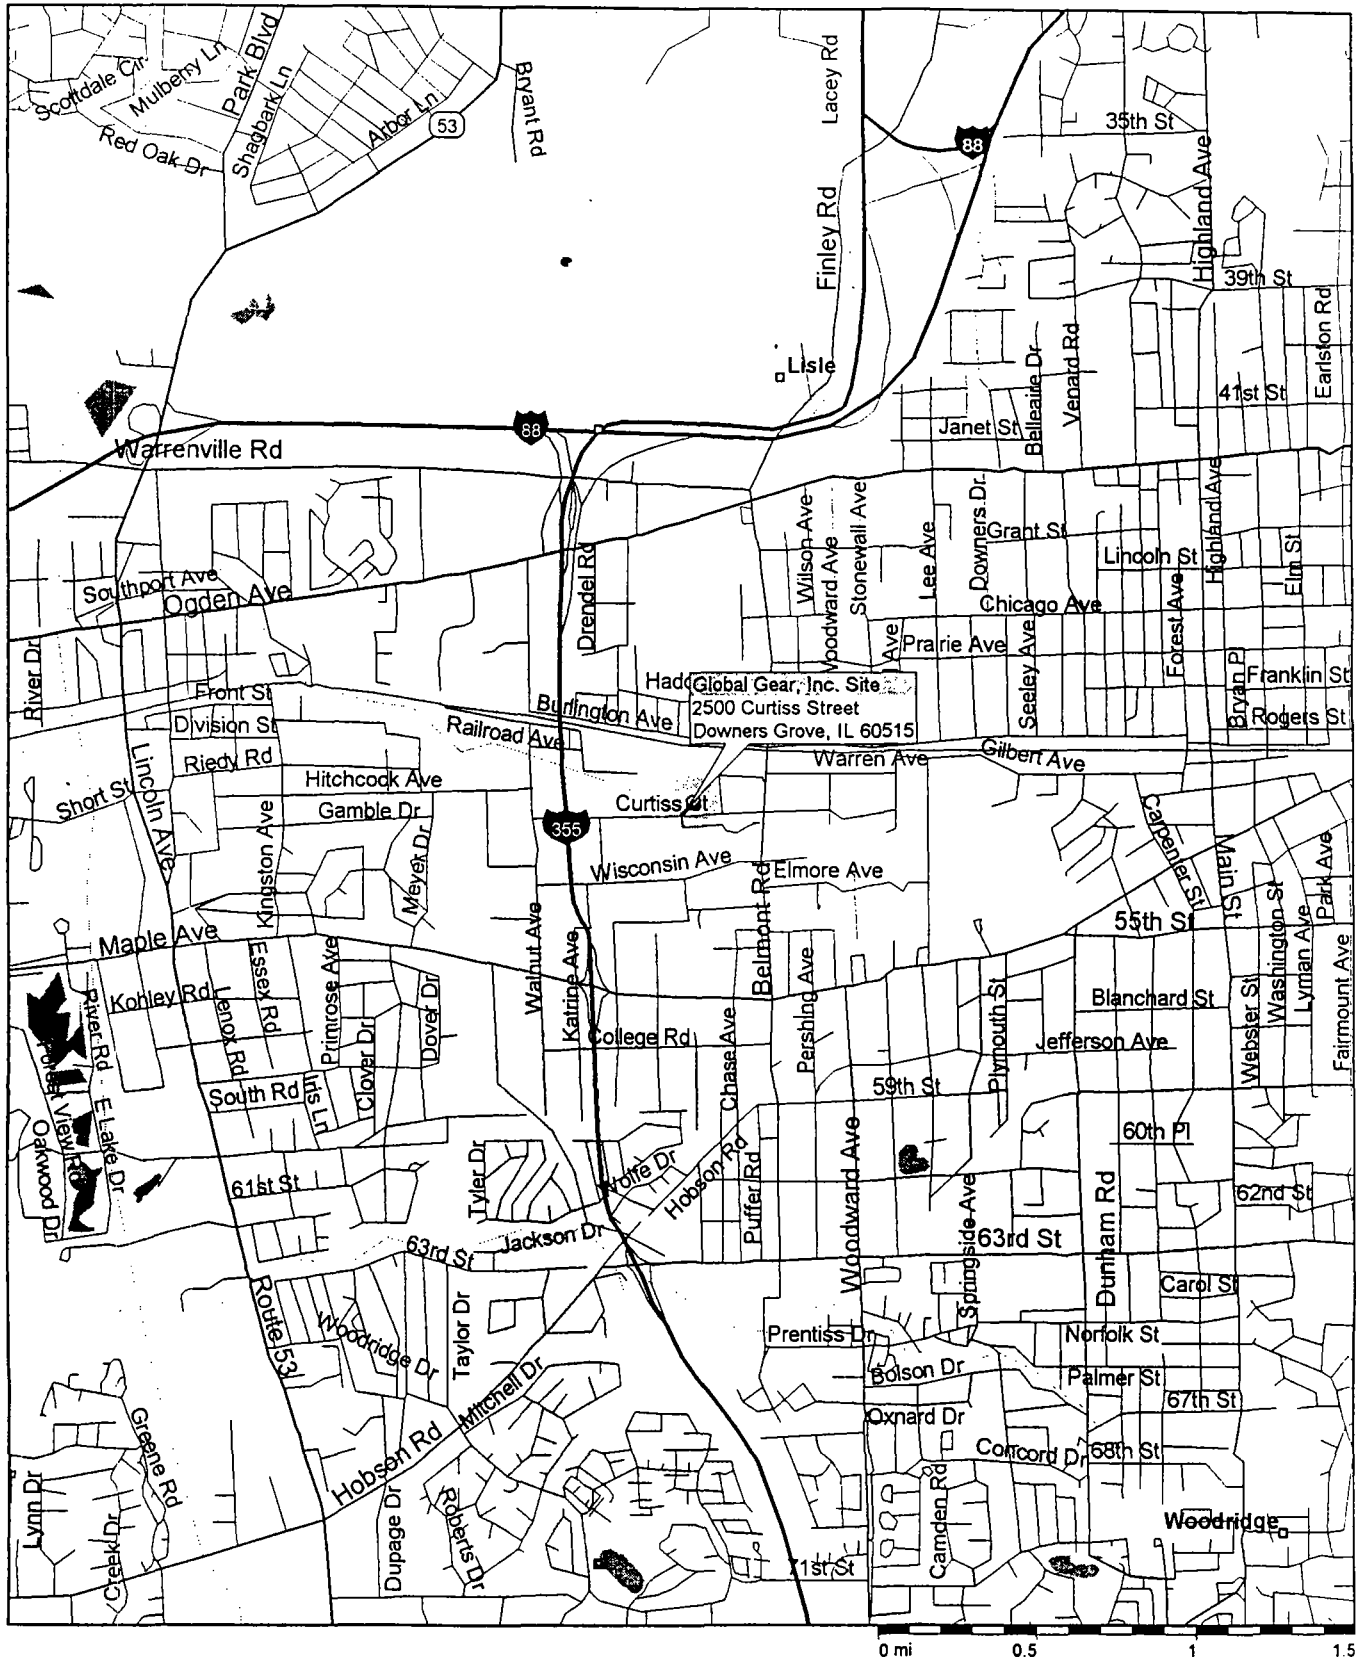 Scottdale Cir
Mulberry Ln
Park Blvd
Shagbark Ln
Arbor Ln
53
Bryant Rd
Red Oak Dr
Lacey Rd
88
35th St
Highland Ave
Finley Rd
39th St
Earlston Rd
Lisle
Belleaire Dr
Venard Rd
41st St
Janet St
88
Warrenville Rd
Highland Ave
Wilson Ave
Woodward Ave
Stonewall Ave
Lee Ave
Downers Dr
Grant St
Lincoln St
Elm St
Southport Ave
Ogden Ave
Drendel Rd
Chicago Ave
Forest Ave
Ave
Prarie Ave
Seeley Ave
Bryan Pl
Franklin St
Rogers St
River Dr
Front St
Division St
Burlington Ave
Railroad Ave
Global Gear, Inc. Site
2500 Curtiss Street
Downers Grove, IL 60515
Warren Ave
Gilbert Ave
Riedy Rd
Hitchcock Ave
Short St
Lincoln Ave
Gamble Dr
Curtiss St
355
Carpenter St
Main St
Kingston Ave
Meyer Dr
Wisconsin Ave
Belmont Rd
Elmore Ave
Washington St
Park Ave
Lyman Ave
55th St
Maple Ave
Walnut Ave
Katrine Ave
Essex Rd
Primrose Ave
Pershing Ave
Fairmount Ave
Kohley Rd
River Rd
Lenox Rd
Dover Dr
Clover Dr
Blanchard St
Plymouth St
Webster St
College Rd
Chase Ave
Jefferson Ave
South Rd
Iris Ln
59th St
Forest View Rd
E Lake Dr
Oakwood Dr
Woodward Ave
60th Pl
61st St
Tyler Dr
Wolfe Dr
Hobson Rd
Puffer Rd
62nd St
63rd St
Jackson Dr
Springside Ave
63rd St
Dunham Rd
Carol St
Route 53
Woodridge Dr
Taylor Dr
Prentiss Dr
Norfolk St
Mitchell Dr
Bolson Dr
Palmer St
67th St
Oxnard Dr
Greene Rd
Hobson Rd
Concord Dr
68th St
Lynn Dr
Creek Dr
Dupage Dr
Roberts Dr
Camden Rd
Woodridge
71st St
0 mi 0.5 1 1.5